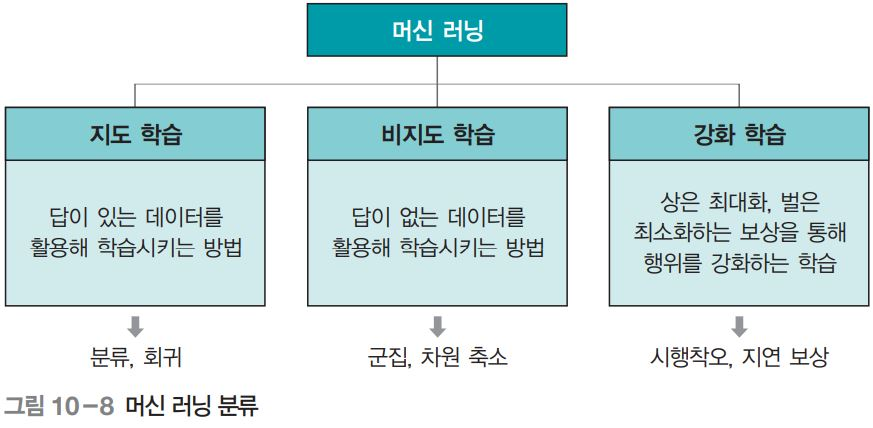 머신 러닝
지도 학습
답이 있는 데이터를
활용해 학습시키는 방법
분류, 회귀
비지도 학습
답이 없는 데이터를
활용해 학습시키는 방법
군집, 차원 축소
강화 학습
상은 최대화, 벌은
최소화하는 보상을 통해
행위를 강화하는 학습
시행착오, 지연 보상
그림 10-8 머신 러닝 분류